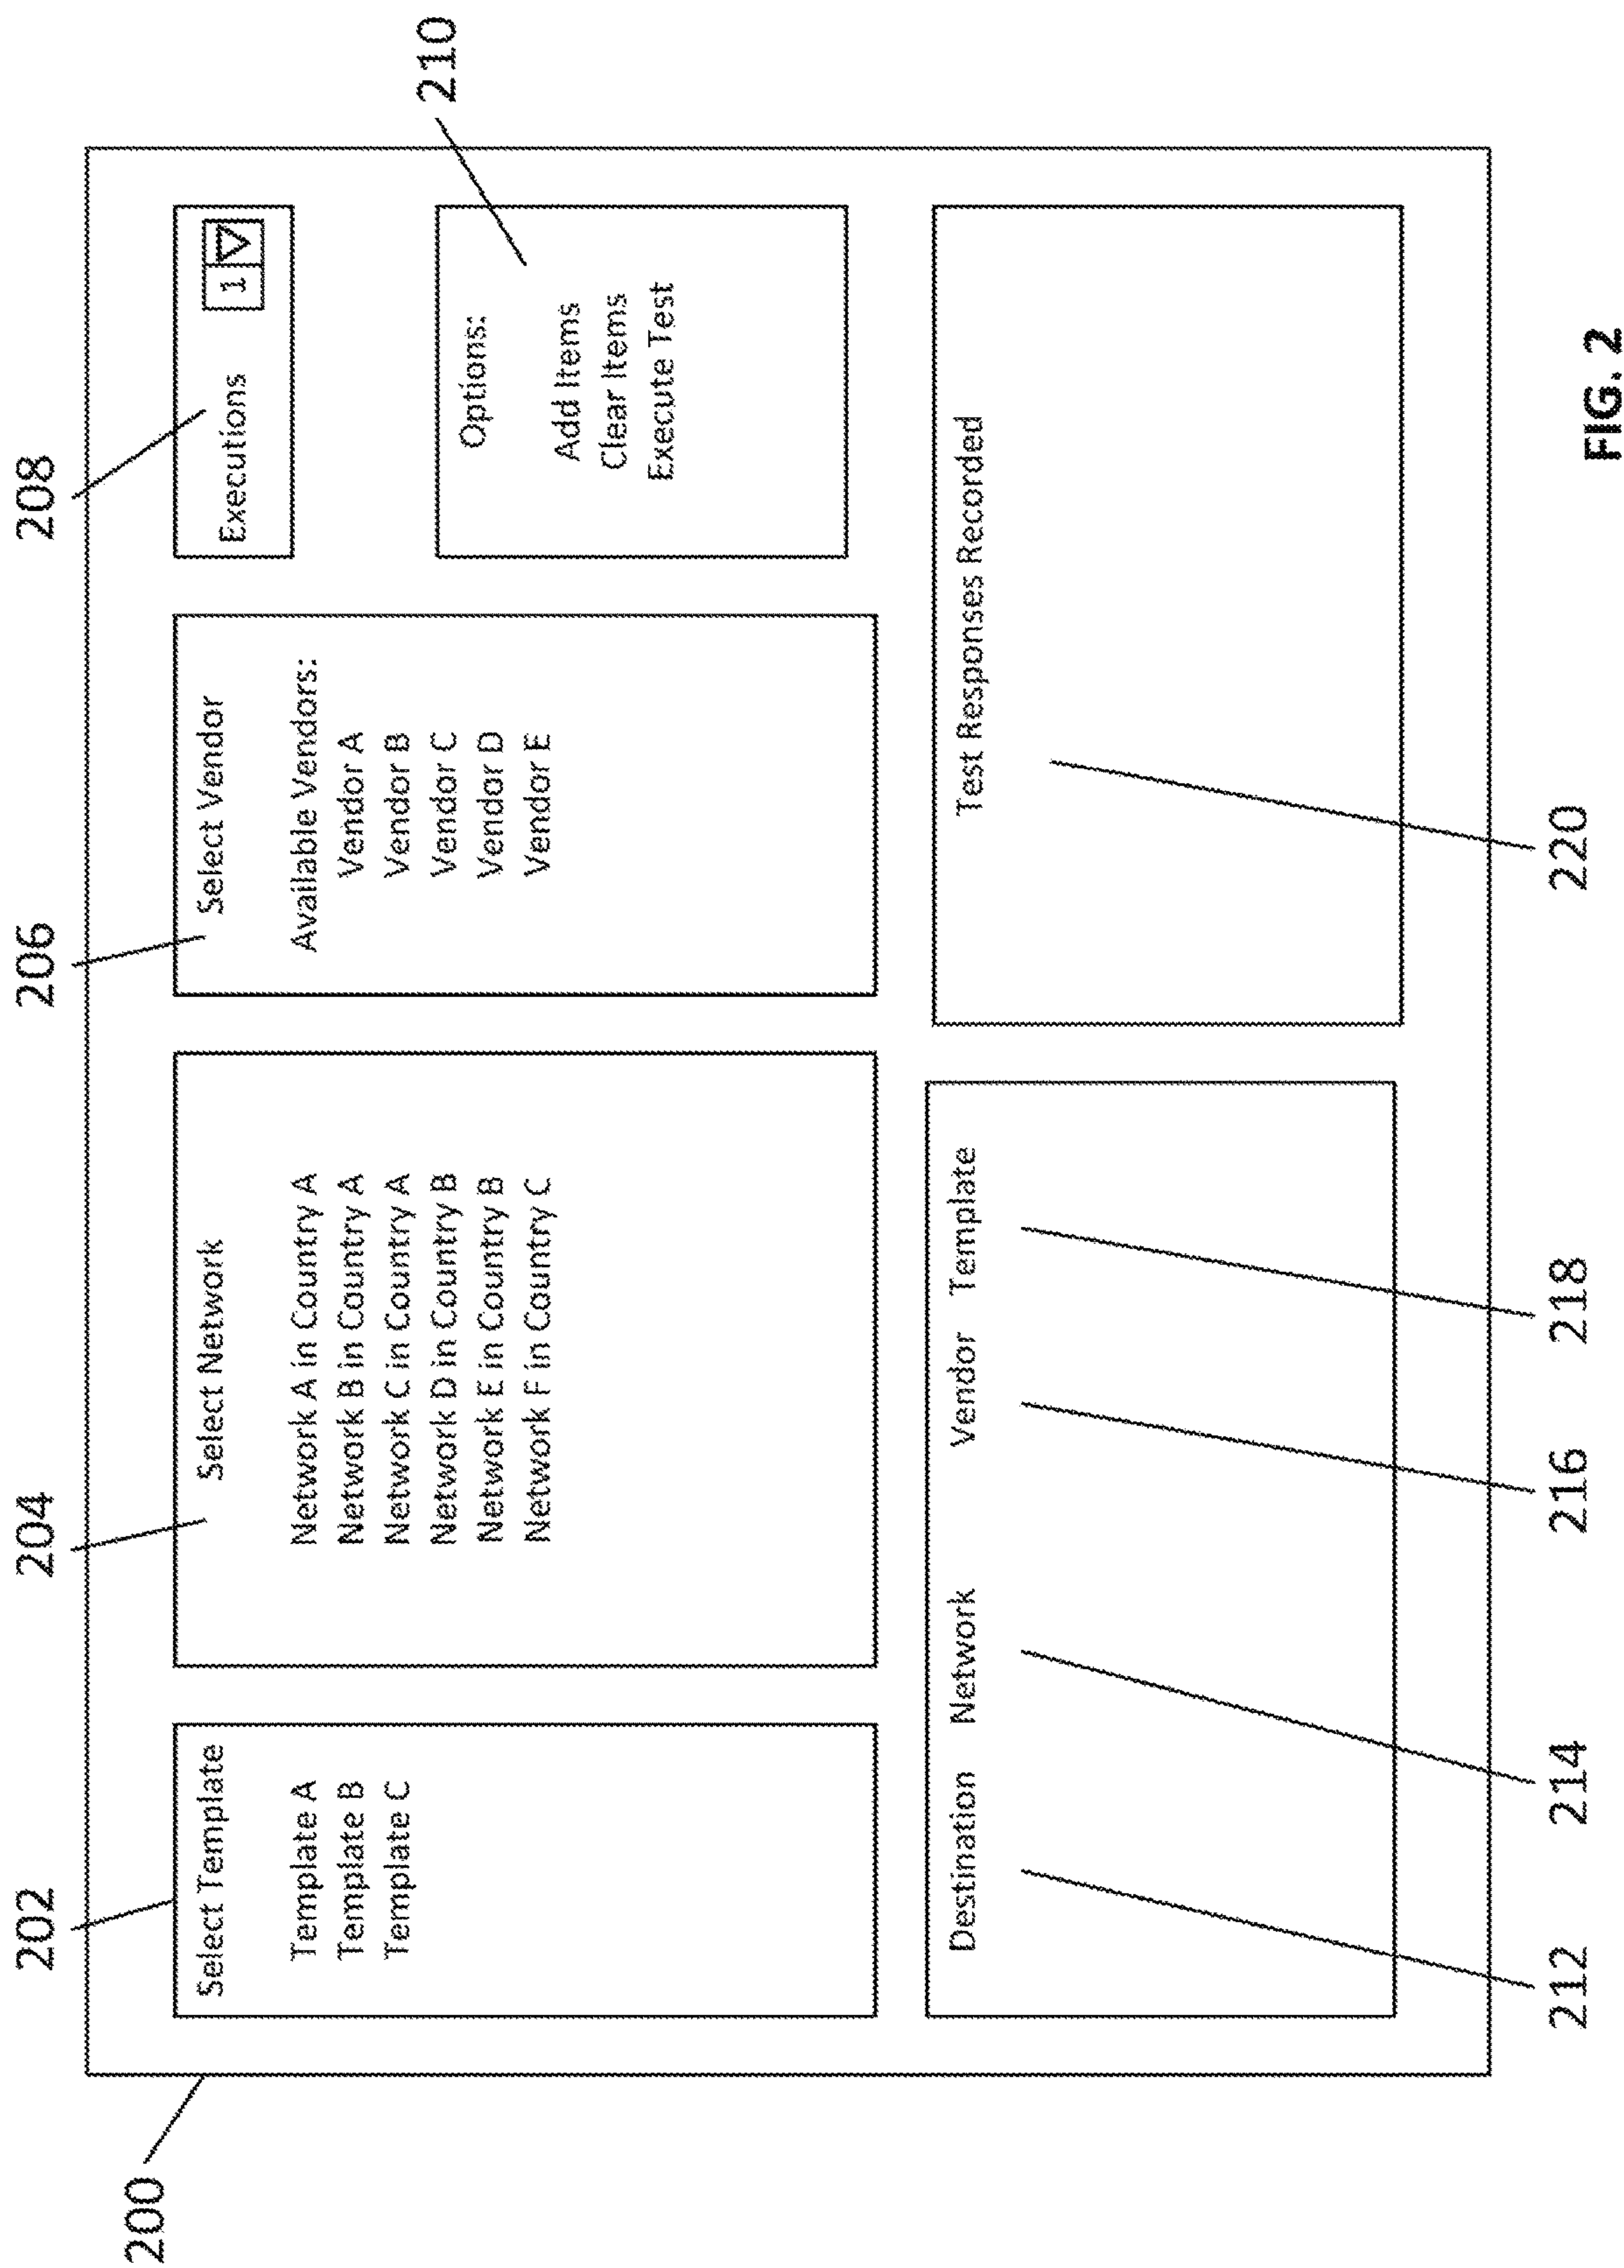 200
202
204
206
208
210
Select Template
Template A
Template B
Template C
Select Network
Network A in Country A
Network B in Country A
Network C in Country A
Network D in Country B
Network E in Country B
Network F in Country C
Select Vendor
Available Vendors:
Vendor A
Vendor B
Vendor C
Vendor D
Vendor E
Executions 1
Options:
Add Items
Clear Items
Execute Test
Destination Network Vendor Template
Test Responses Recorded
212
214
216
218
220
FIG. 2